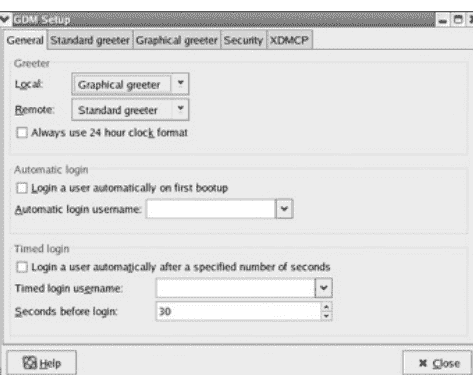 GDM Setup
General Standard greeter Graphical greeter Security XDMCP
Greeter
Local: Graphical greeter
Remote: Standard greeter
Always use 24 hour clock format
Automatic login
Login a user automatically on first bootup
Automatic login username:
Timed login
Login a user automatically after a specified number of seconds
Timed login username:
Seconds before login: 30
Help Close